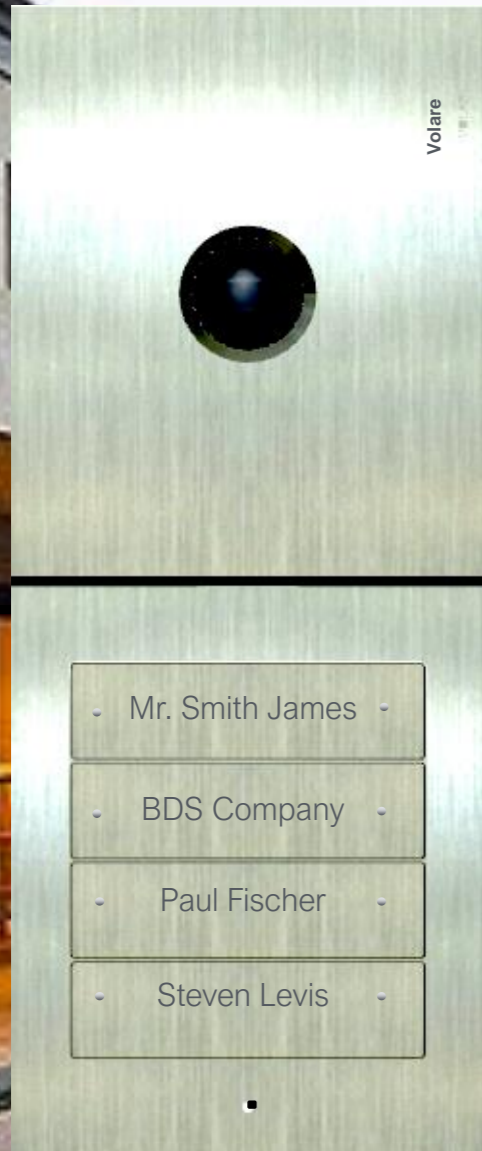 Volare
Mr. Smith James
BDS Company
Paul Fischer
Steven Levis